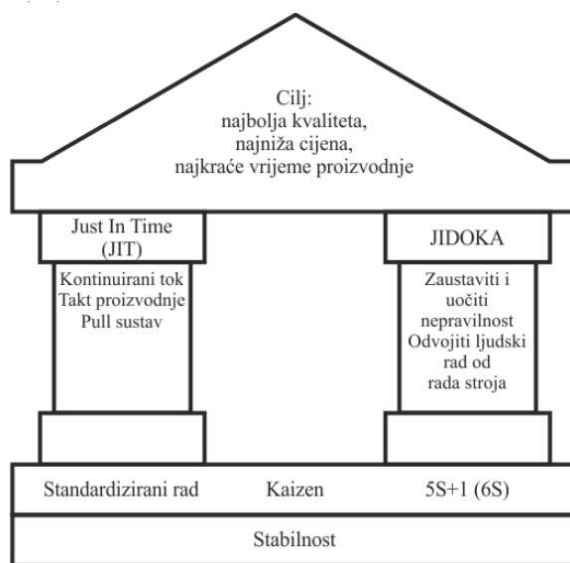 Cilj:
najbolja kvaliteta,
najniža cijena,
najkraće vrijeme proizvodnje
Just In Time
(JIT)
Kontinuirani tok
Takt proizvodnje
Pull sustav
JIDOKA
Zaustaviti i
uočiti
nepravilnost
Odvojiti ljudski
rad od
rada stroja
Standardizirani rad
Kaizen
5S+1 (6S)
Stabilnost